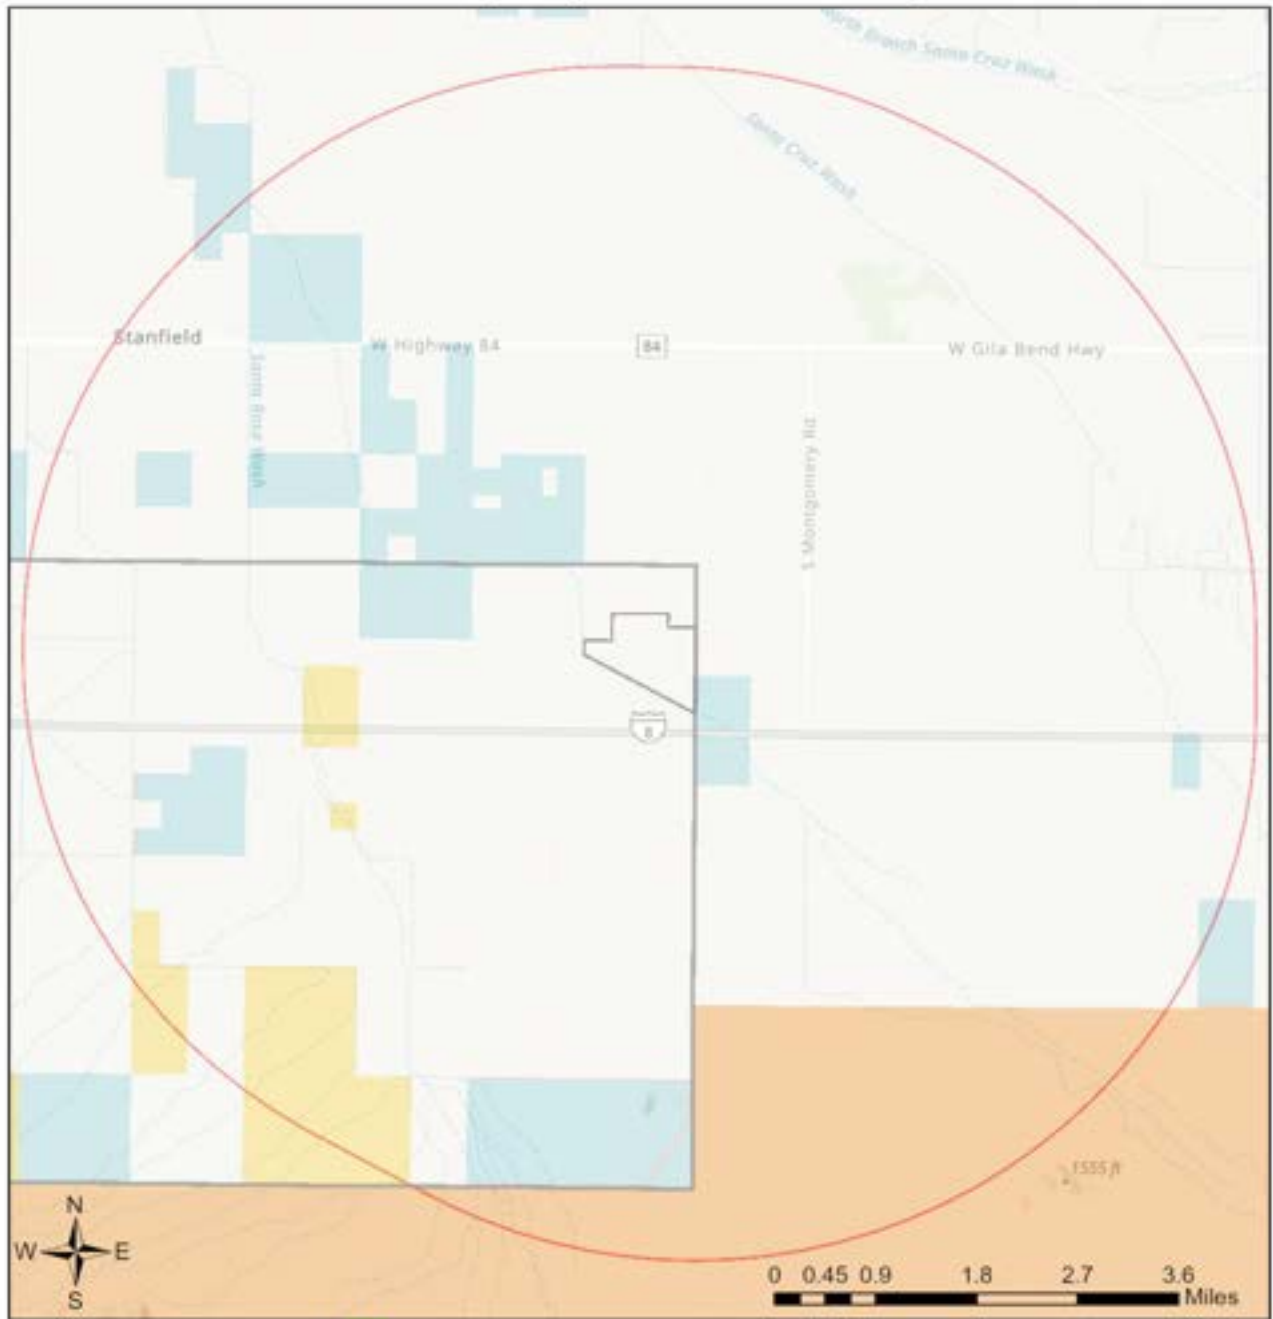 North Branch Santa Cruz Wash
Santa Cruz Wash
Stanfield
W Highway 84
84
W Gila Bend Hwy
Santa Rosa Wash
S Montgomery Rd
8
1555 ft
N
W E
S
0 0.45 0.9 1.8 2.7 3.6
Miles